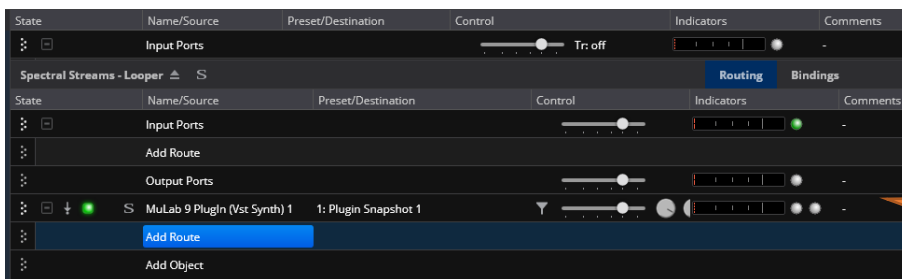 State Name/Source Preset/Destination Control Indicators Comments
Input Ports Tr: off -
Spectral Streams - Looper S Routing Bindings
State Name/Source Preset/Destination Control Indicators Comments
Input Ports -
Add Route
Output Ports -
S MuLab 9 PlugIn (Vst Synth) 1 1: Plugin Snapshot 1 -
Add Route
Add Object